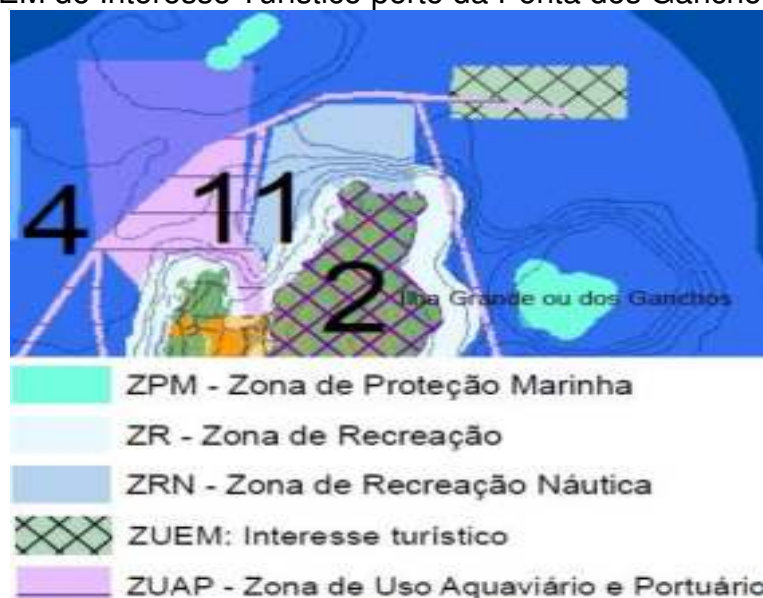 EM de Interesse Turístico perto da Ponta dos Gancho
4
11
2
Ilha Grande ou dos Ganchos
ZPM - Zona de Proteção Marinha
ZR - Zona de Recreação
ZRN - Zona de Recreação Náutica
ZUEM: Interesse turístico
ZUAP - Zona de Uso Aquaviário e Portuário